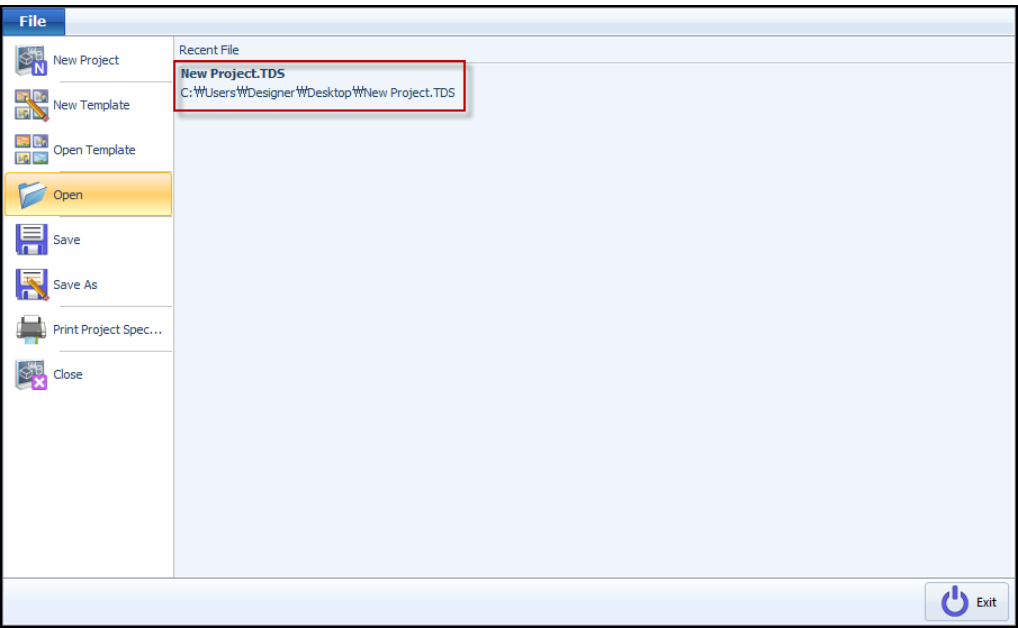 File
New Project
New Template
Open Template
Open
Save
Save As
Print Project Spec...
Close
Recent File
New Project.TDS
C:₩Users₩Designer₩Desktop₩New Project.TDS
Exit